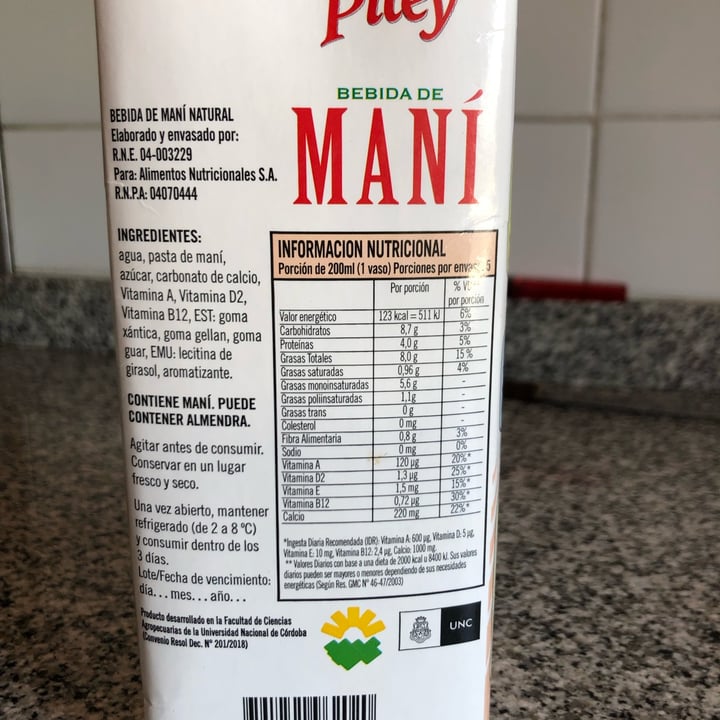 Pitey
BEBIDA DE
MANÍ
BEBIDA DE MANÍ NATURAL
Elaborado y envasado por:
R.N.E. 04-003229
Para: Alimentos Nutricionales S.A.
R.N.P.A: 04070444
INGREDIENTES:
agua, pasta de maní,
azúcar, carbonato de calcio,
Vitamina A, Vitamina D2,
Vitamina B12, EST: goma
xántica, goma gellan, goma
guar, EMU: lecitina de
girasol, aromatizante.
CONTIENE MANÍ. PUEDE
CONTENER ALMENDRA.
Agitar antes de consumir.
Conservar en un lugar
fresco y seco.
Una vez abierto, mantener
refrigerado (de 2 a 8 °C)
y consumir dentro de los
3 días.
Lote/Fecha de vencimiento:
día... mes... año...
Producto desarrollado en la Facultad de Ciencias
Agropecuarias de la Universidad Nacional de Córdoba
(Convenio Resol Dec. N° 201/2018)
INFORMACION NUTRICIONAL
Porción de 200ml (1 vaso) Porciones por envase 5
Por porción % VD**
por porción
Valor energético 123 kcal = 511 kJ 6%
Carbohidratos 8,7 g 3%
Proteínas 4,0 g 5%
Grasas Totales 8,0 g 15 %
Grasas saturadas 0,96 g 4%
Grasas monoinsaturadas 5,6 g -
Grasas poliinsaturadas 1,1g -
Grasas trans 0 g -
Colesterol 0 mg -
Fibra Alimentaria 0,8 g 3%
Sodio 0 mg 0%
Vitamina A 120 µg 20%*
Vitamina D2 1,3 µg 25%*
Vitamina E 1,5 mg 15%*
Vitamina B12 0,72 µg 30%*
Calcio 220 mg 22%*
*Ingesta Diaria Recomendada (IDR): Vitamina A: 600 µg, Vitamina D: 5 µg,
Vitamina E: 10 mg, Vitamina B12: 2,4 µg, Calcio: 1000 mg.
** Valores Diarios con base a una dieta de 2000 kcal u 8400 kJ. Sus valores
diarios pueden ser mayores o menores dependiendo de sus necesidades
energéticas (Según Res. GMC N° 46-47/2003)
UNC